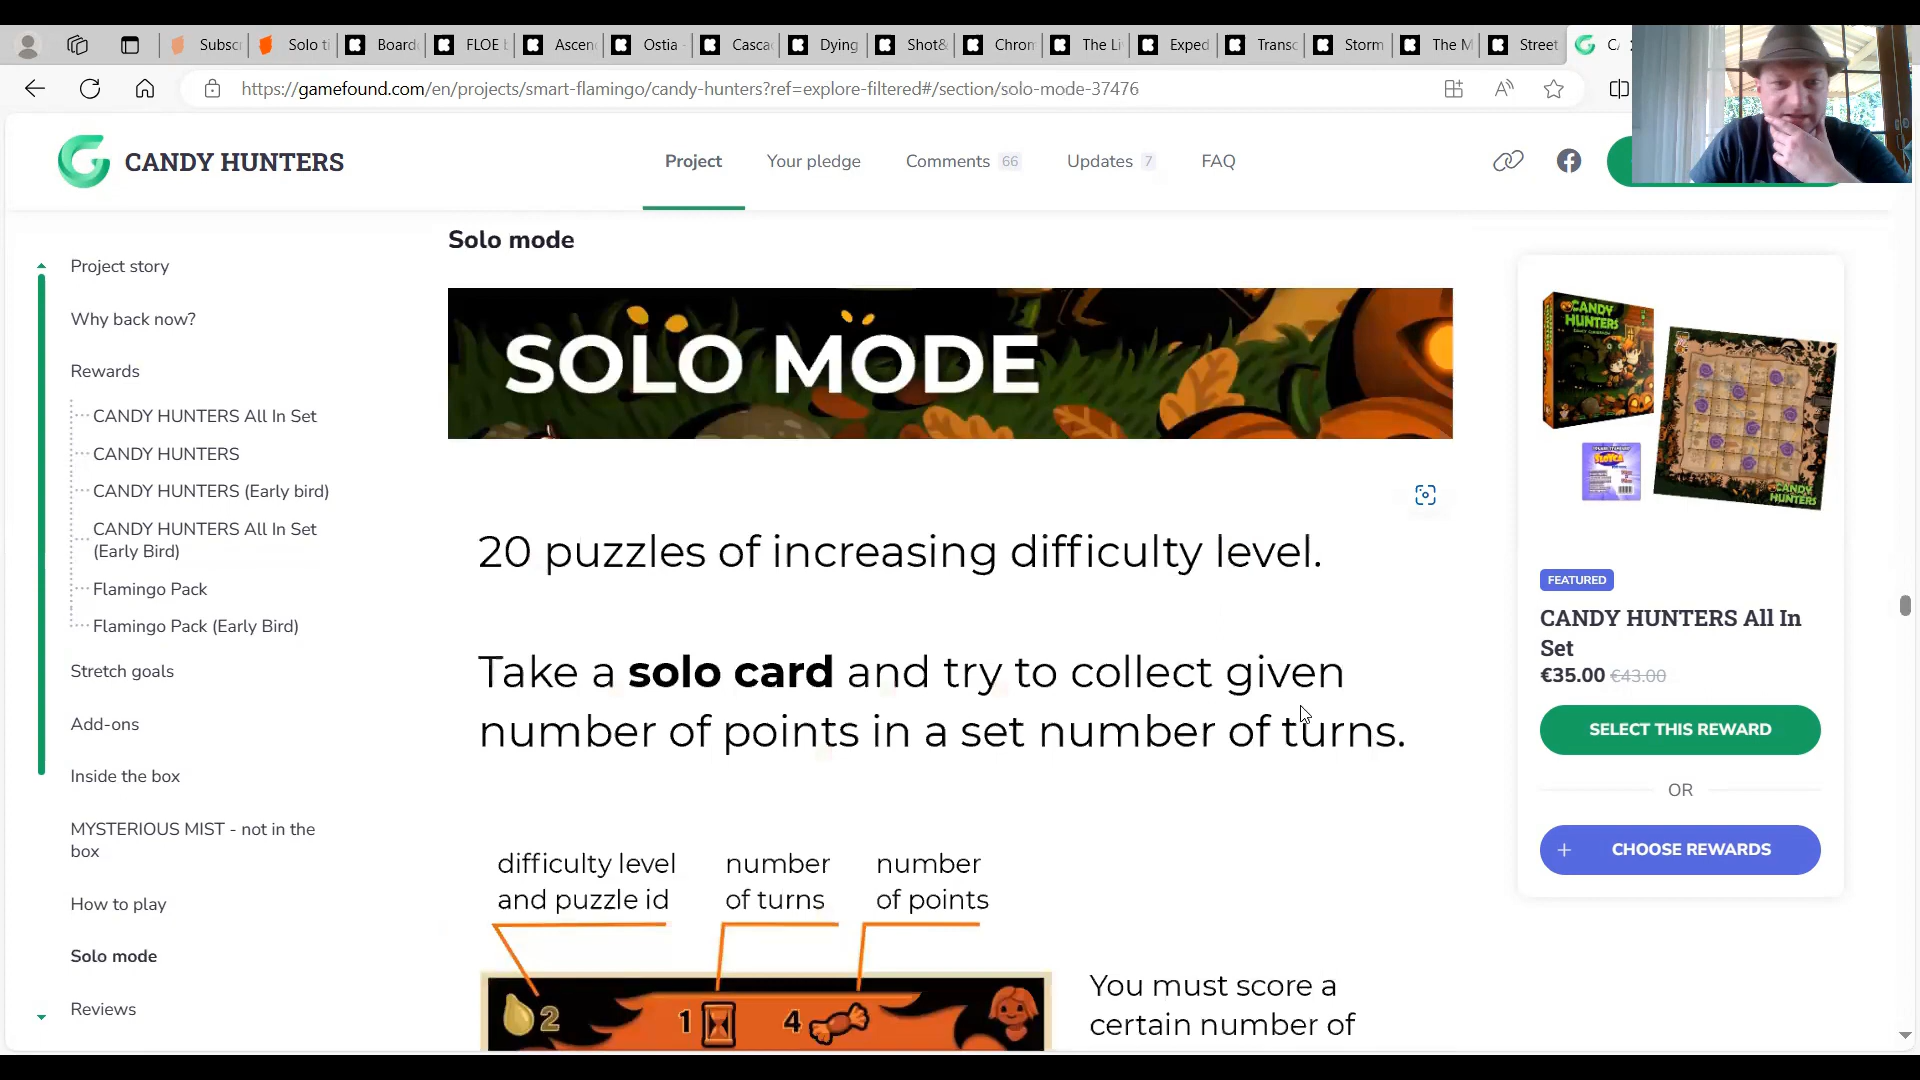 Subscr
Solo ti
Board
FLOE b
Ascen
Ostia
Casca
Dying
Shot&
Chron
The Li
Exped
Transc
Storm
The M
Street
https://gamefound.com/en/projects/smart-flamingo/candy-hunters?ref=explore-filtered#/section/solo-mode-37476
CANDY HUNTERS
Project
Your pledge
Comments 66
Updates 7
FAQ
Project story
Why back now?
Rewards
CANDY HUNTERS All In Set
CANDY HUNTERS
CANDY HUNTERS (Early bird)
CANDY HUNTERS All In Set
(Early Bird)
Flamingo Pack
Flamingo Pack (Early Bird)
Stretch goals
Add-ons
Inside the box
MYSTERIOUS MIST - not in the
box
How to play
Solo mode
Reviews
Solo mode
SOLO MODE
20 puzzles of increasing difficulty level.
Take a solo card and try to collect given
number of points in a set number of turns.
difficulty level
and puzzle id
number
of turns
number
of points
2
1
4
You must score a
certain number of
CANDY
HUNTERS
CANDY
HUNTERS
FEATURED
CANDY HUNTERS All In
Set
€35.00 €43.00
SELECT THIS REWARD
OR
+ CHOOSE REWARDS